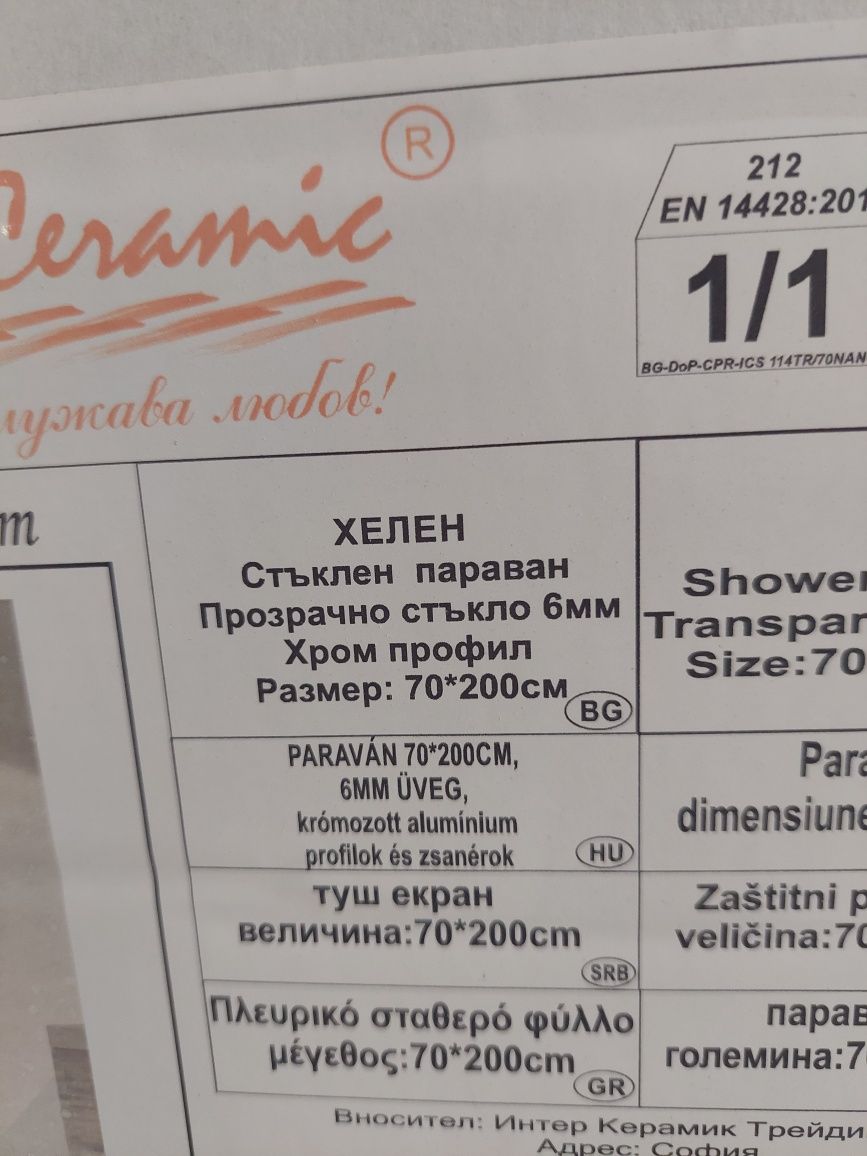 Ceramic ®
любов!
212
EN 14428:201
1/1
BG-DoP-CPR-ICS 114TR/70NAN
m
ХЕЛЕН
Стъклен параван
Прозрачно стъкло 6мм
Хром профил
Размер: 70*200см
BG
Shower
Transpar
Size:70
PARAVÁN 70*200CM,
6MM ÜVEG,
krómozott alumínium
profilok és zsanérok
HU
Para
dimensiune
туш екран
величина:70*200cm
SRB
Zaštitni p
veličina:70
Πλευρικό σταθερό φύλλο
μέγεθος:70*200cm
GR
парав
големина:7
Вносител: Интер Керамик Трейди
Адрес: София